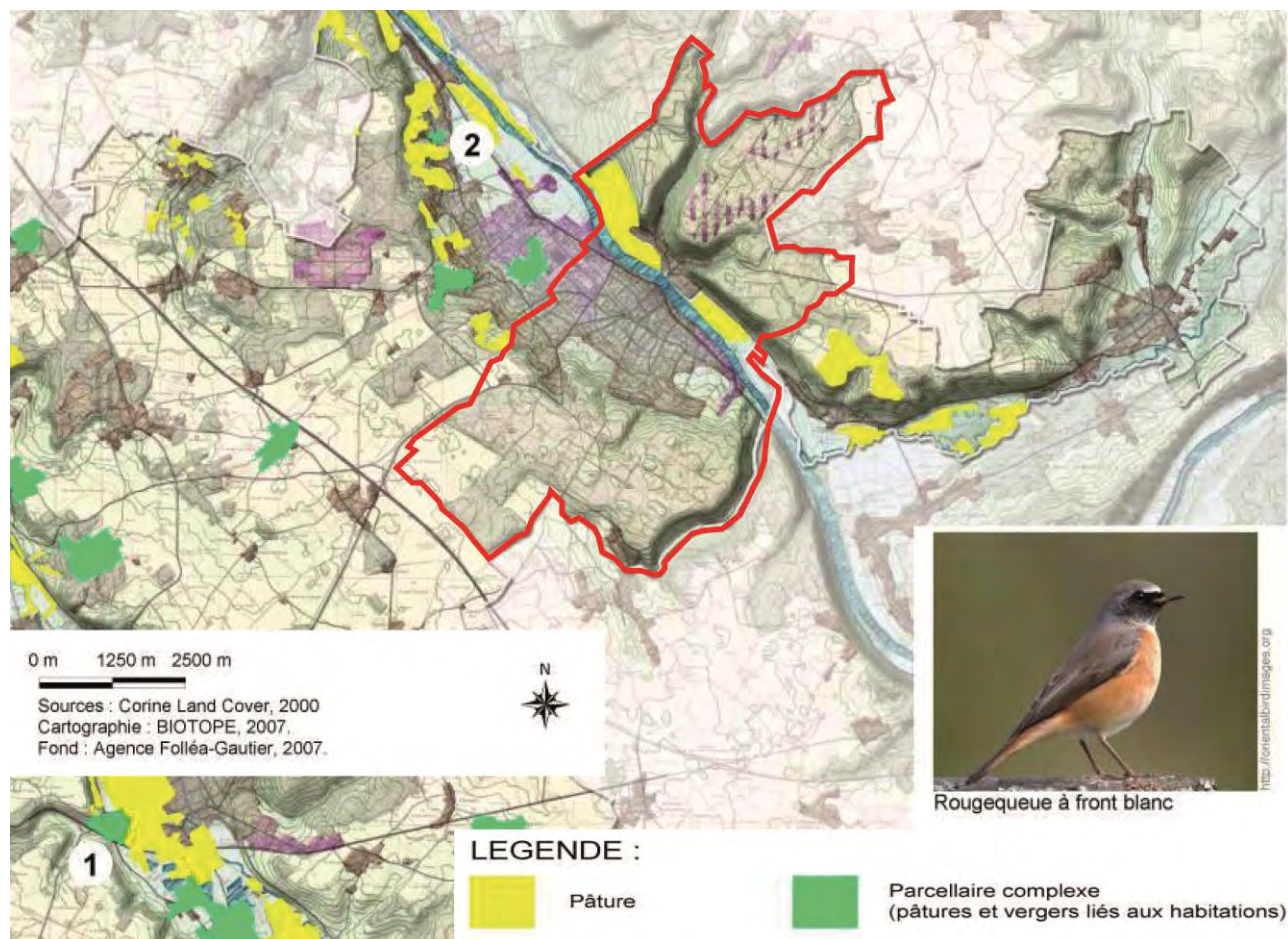 2
0 m 1250 m 2500 m
Sources : Corine Land Cover, 2000
Cartographie : BIOTOPE, 2007.
Fond : Agence Folléa-Gautier, 2007.
N
http://orientalbirdimages.org
Rougequeue à front blanc
1
LEGENDE :
Pâture
Parcellaire complexe
(pâtures et vergers liés aux habitations)